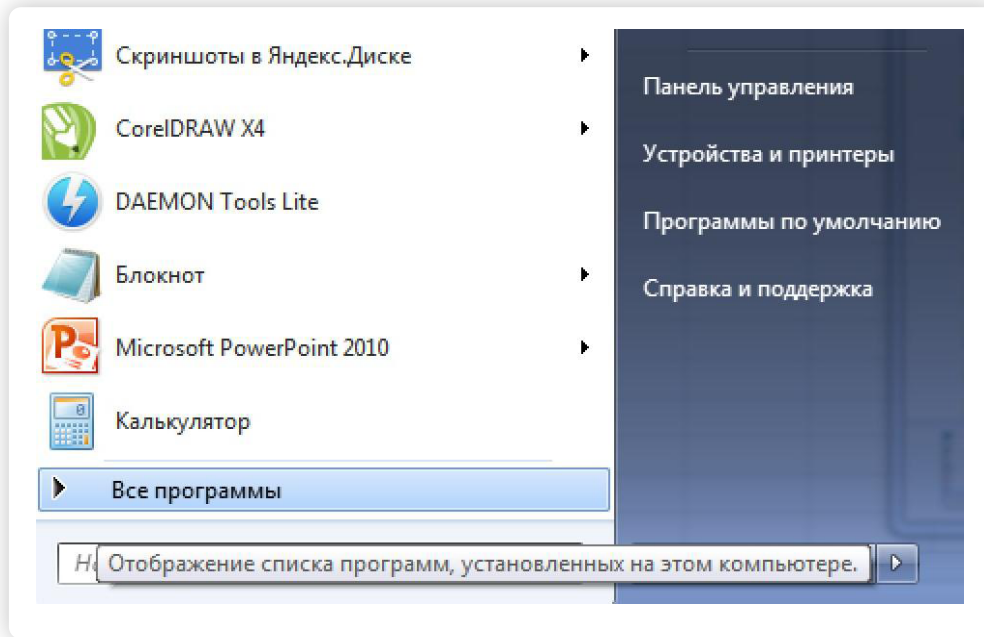 Скриншоты в Яндекс.Диске
CorelDRAW X4
DAEMON Tools Lite
Блокнот
Microsoft PowerPoint 2010
Калькулятор
Все программы
Отображение списка программ, установленных на этом компьютере.
Панель управления
Устройства и принтеры
Программы по умолчанию
Справка и поддержка